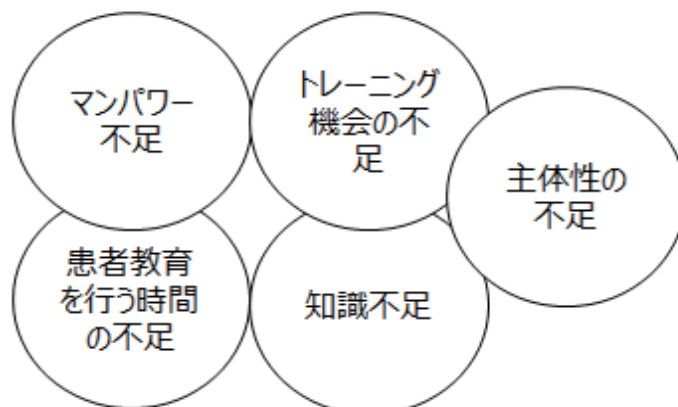 マンパワー
不足
トレーニング
機会の不
足
主体性の
不足
患者教育
を行う時間
の不足
知識不足